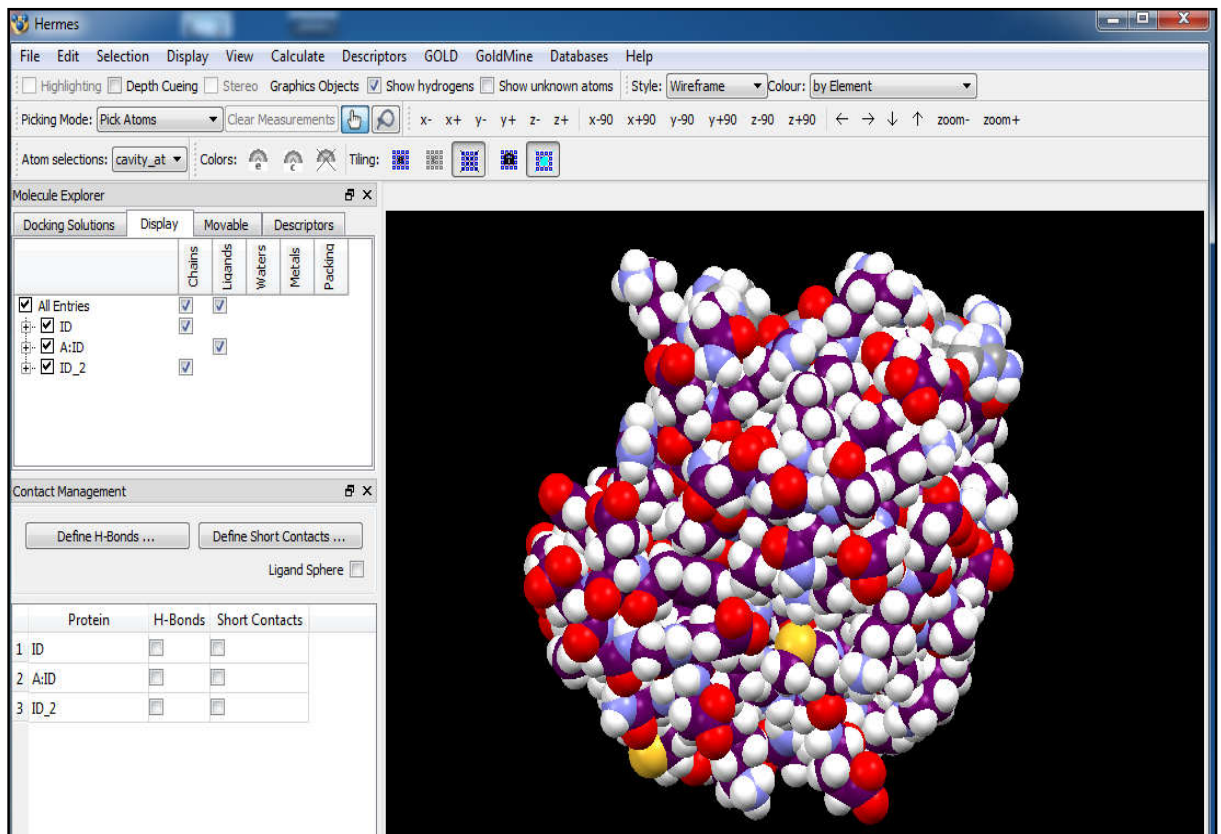 Hermes
File Edit Selection Display View Calculate Descriptors GOLD GoldMine Databases Help
Highlighting Depth Cueing Stereo Graphics Objects Show hydrogens Show unknown atoms Style: Wireframe Colour: by Element
Picking Mode: Pick Atoms Clear Measurements x- x+ y- y+ z- z+ x-90 x+90 y-90 y+90 z-90 z+90 ← → ↓ ↑ zoom- zoom+
Atom selections: cavity_at Colors: e c Tiling:
Molecule Explorer
Docking Solutions Display Movable Descriptors
Chains Ligands Waters Metals Packing
All Entries
ID
A:ID
ID_2
Contact Management
Define H-Bonds ... Define Short Contacts ...
Ligand Sphere
Protein H-Bonds Short Contacts
1 ID
2 A:ID
3 ID_2